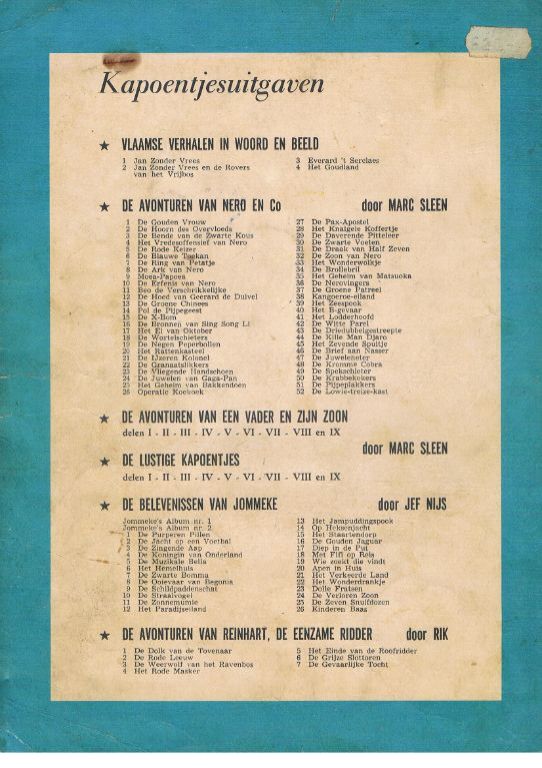 Kapoentjesuitgaven
★ VLAAMSE VERHALEN IN WOORD EN BEELD
1 Jan Zonder Vrees
2 Jan Zonder Vrees en de Rovers
van het Vrijbos
3 Everard 't Serclaes
4 Het Goudland
★ DE AVONTUREN VAN NERO EN Co door MARC SLEEN
1 De Gouden Vrouw
2 De Hoorn des Overvloeds
3 De Bende van de Zwarte Kous
4 Het Vredesoffensief van Nero
5 De Rode Keizer
6 De Blauwe Toekan
7 De Ring van Petatje
8 De Ark van Nero
9 Moea-Papoea
10 De Erfenis van Nero
11 Beo de Verschrikkelijke
12 De Hoed van Geerard de Duivel
13 De Groene Chinees
14 Pol de Pijpegeest
15 De X-Bom
16 De Bronnen van Sing Song Li
17 Het Ei van Oktober
18 De Wortelschieters
19 De Negen Peperbollen
20 Het Rattenkasteel
21 De IJzeren Kolonel
22 De Granaatslikkers
23 De Vliegende Handschoen
24 De Juwelen van Gaga-Pan
25 Het Geheim van Bakkendoen
26 Operatie Koekoek
27 De Pax-Apostel
28 Het Knalgele Koffertje
29 De Daverende Pitteleer
30 De Zwarte Voeten
31 De Draak van Half Zeven
32 De Zoon van Nero
33 Het Wonderwolkje
34 De Brollebril
35 Het Geheim van Matsuoka
36 De Nerovingers
37 De Groene Patreel
38 Kangoeroe-eiland
39 Het Zeespook
40 Het B-gevaar
41 Het Lodderhoofd
42 De Witte Parel
43 De Driedubbelgestreepte
44 De Kille Man Djaro
45 Het Zevende Spuitje
46 De Brief aan Nasser
47 De Juweleneter
48 De Kromme Cobra
49 De Spekschieter
50 De Krabbekokers
51 De Pijpeplakkers
52 De Lowie-treize-kast
★ DE AVONTUREN VAN EEN VADER EN ZIJN ZOON
delen I - II - III - IV - V - VI - VII - VIII en IX
door MARC SLEEN
★ DE LUSTIGE KAPOENTJES
delen I - II - III - IV - V - VI - VII - VIII en IX
★ DE BELEVENISSEN VAN JOMMEKE door JEF NIJS
Jommeke's Album nr. 1
Jommeke's Album nr. 2
1 De Purperen Pillen
2 De Jacht op een Voetbal
3 De Zingende Aap
4 De Koningin van Onderland
5 De Muzikale Bella
6 Het Hemelhuis
7 De Zwarte Bomma
8 De Ooievaar van Begonia
9 De Schildpaddenschat
10 De Straalvogel
11 De Zonnemummie
12 Het Paradijseiland
13 Het Jampuddingspook
14 Op Heksenjacht
15 Het Staartendorp
16 De Gouden Jaguar
17 Diep in de Put
18 Met Fifi op Reis
19 Wie zoekt die vindt
20 Apen in Huis
21 Het Verkeerde Land
22 Het Wonderdrankje
23 Dolle Fratsen
24 De Verloren Zoon
25 De Zeven Snuifdozen
26 Kinderen Baas
★ DE AVONTUREN VAN REINHART, DE EENZAME RIDDER door RIK
1 De Dolk van de Tovenaar
2 De Rode Leeuw
3 De Weerwolf van het Ravenbos
4 Het Rode Masker
5 Het Einde van de Roofridder
6 De Grijze Slottoren
7 De Gevaarlijke Tocht